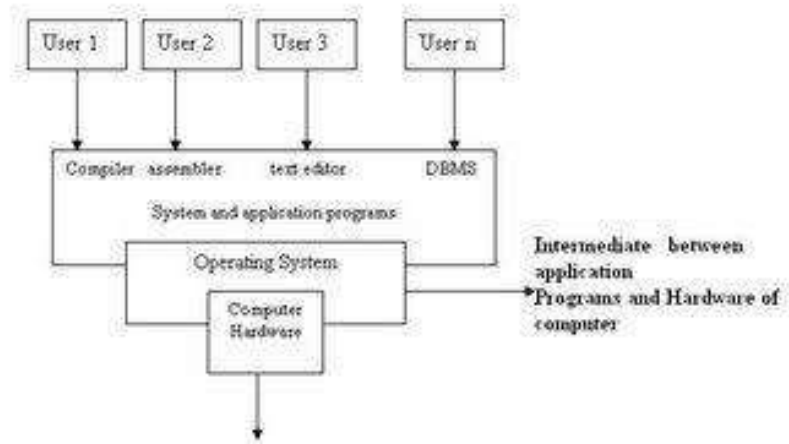 User 1 User 2 User 3 User n
Compiler assembler text editor DBMS
System and application programs
Operating System
Intermediate between
application
Programs and Hardware of
computer
Computer
Hardware